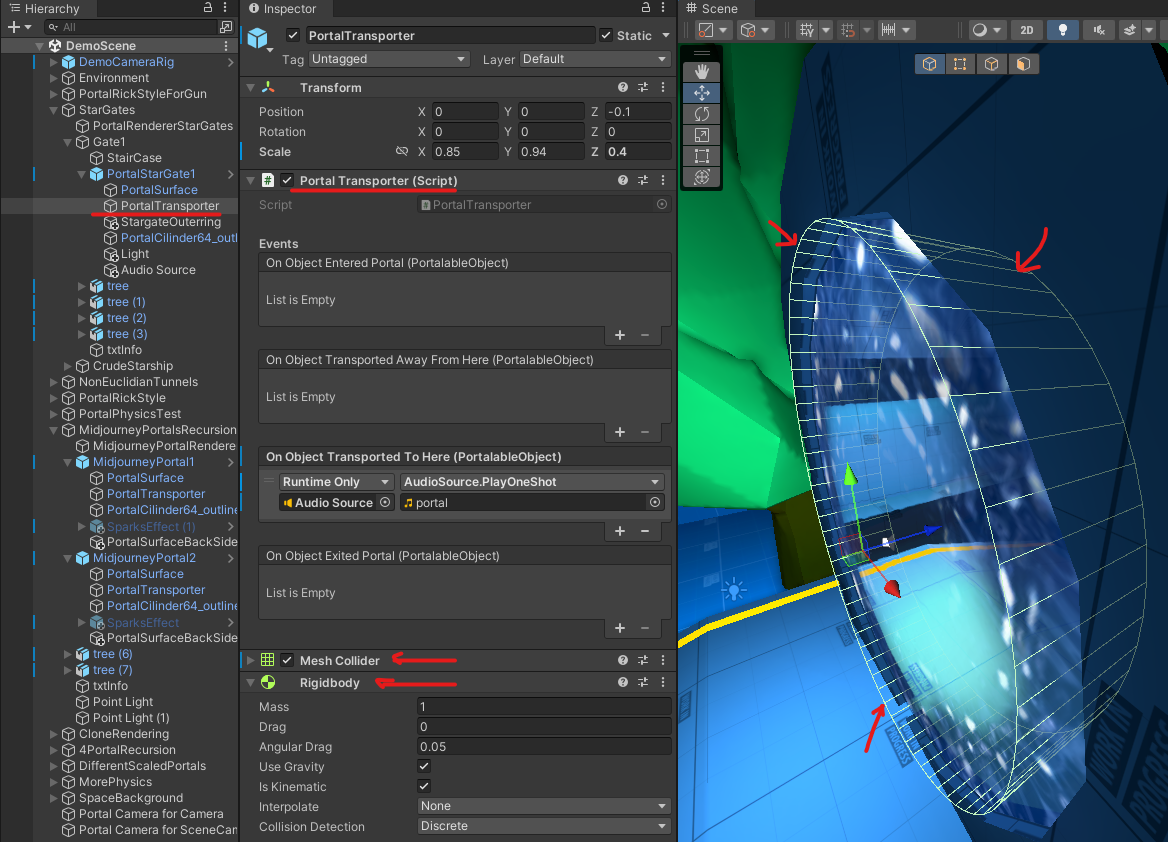 Hierarchy
All
DemoScene
DemoCameraRig
Environment
PortalRickStyleForGun
StarGates
PortalRendererStarGates
Gate1
StairCase
PortalStarGate1
PortalSurface
PortalTransporter
StargateOuterring
PortalCilinder64_outl
Light
Audio Source
tree
tree (1)
tree (2)
tree (3)
txtInfo
CrudeStarship
NonEuclidianTunnels
PortalRickStyle
PortalPhysicsTest
MidjourneyPortalsRecursion
MidjourneyPortalRendere
MidjourneyPortal1
PortalSurface
PortalTransporter
PortalCilinder64_outline
SparksEffect (1)
PortalSurfaceBackSide
MidjourneyPortal2
PortalSurface
PortalTransporter
PortalCilinder64_outline
SparksEffect
PortalSurfaceBackSide
tree (6)
tree (7)
txtInfo
Point Light
Point Light (1)
CloneRendering
4PortalRecursion
DifferentScaledPortals
MorePhysics
SpaceBackground
Portal Camera for Camera
Portal Camera for SceneCam
Inspector
PortalTransporter
Static
Tag Untagged Layer Default
Transform
Position X 0 Y 0 Z -0.1
Rotation X 0 Y 0 Z 0
Scale X 0.85 Y 0.94 Z 0.4
# Portal Transporter (Script)
Script PortalTransporter
Events
On Object Entered Portal (PortalableObject)
List is Empty
+ −
On Object Transported Away From Here (PortalableObject)
List is Empty
+ −
On Object Transported To Here (PortalableObject)
Runtime Only AudioSource.PlayOneShot
Audio Source portal
+ −
On Object Exited Portal (PortalableObject)
List is Empty
+ −
Mesh Collider
Rigidbody
Mass 1
Drag 0
Angular Drag 0.05
Use Gravity
Is Kinematic
Interpolate None
Collision Detection Discrete
Scene
2D